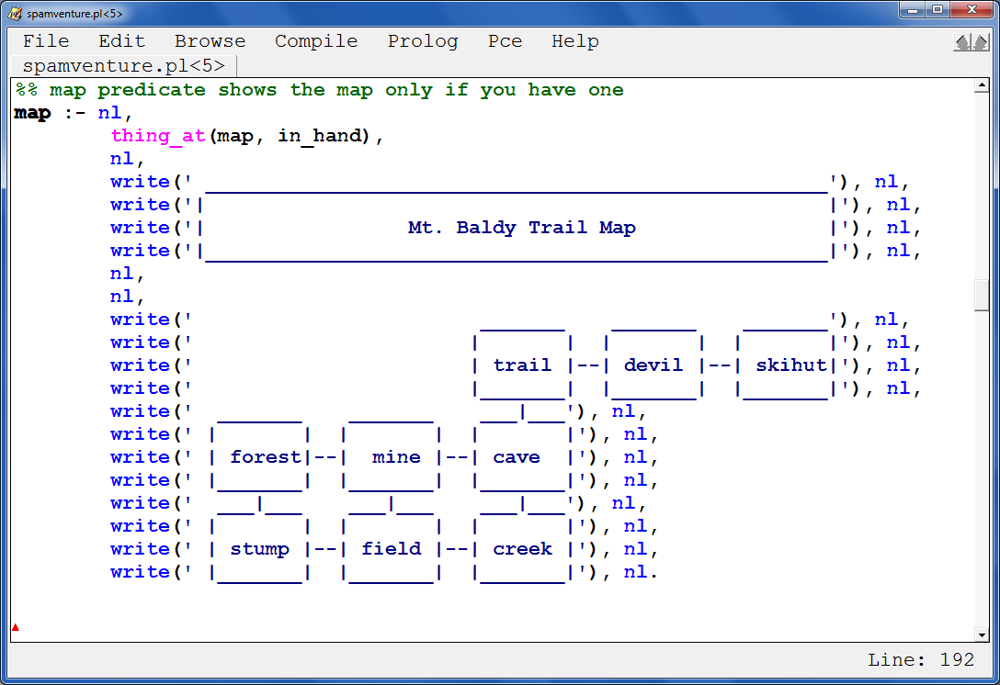 spamventure.pl<5>
File Edit Browse Compile Prolog Pce Help
spamventure.pl<5>
%% map predicate shows the map only if you have one
map :- nl,
        thing_at(map, in_hand),
        nl,
        write(' ____________________________________________________'), nl,
        write('|                                                    |'), nl,
        write('|                 Mt. Baldy Trail Map                |'), nl,
        write('|____________________________________________________|'), nl,
        nl,
        nl,
        write('                        _______    _______    _______'), nl,
        write('                       |       |  |       |  |       |'), nl,
        write('                       | trail |--| devil |--| skihut|'), nl,
        write('                       |_______|  |_______|  |_______|'), nl,
        write('  _______    _______    ___|___'), nl,
        write(' |       |  |       |  |       |'), nl,
        write(' | forest|--|  mine |--| cave  |'), nl,
        write(' |_______|  |_______|  |_______|'), nl,
        write('  ___|___    ___|___    ___|___'), nl,
        write(' |       |  |       |  |       |'), nl,
        write(' | stump |--| field |--| creek |'), nl,
        write(' |_______|  |_______|  |_______|'), nl.
Line: 192